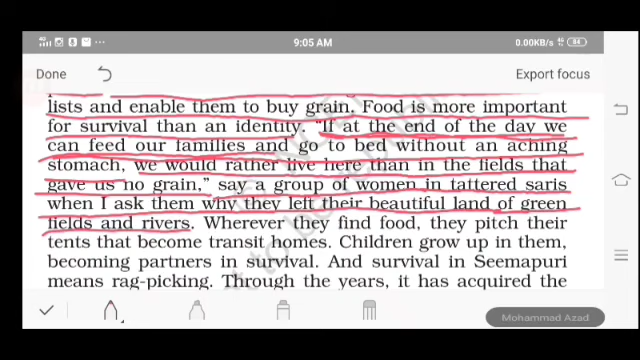 9:05 AM
0.00KB/s
84
Done
Export focus
lists and enable them to buy grain. Food is more important
for survival than an identity. “If at the end of the day we
can feed our families and go to bed without an aching
stomach, we would rather live here than in the fields that
gave us no grain,” say a group of women in tattered saris
when I ask them why they left their beautiful land of green
fields and rivers. Wherever they find food, they pitch their
tents that become transit homes. Children grow up in them,
becoming partners in survival. And survival in Seemapuri
means rag-picking. Through the years, it has acquired the
Mohammad Azad